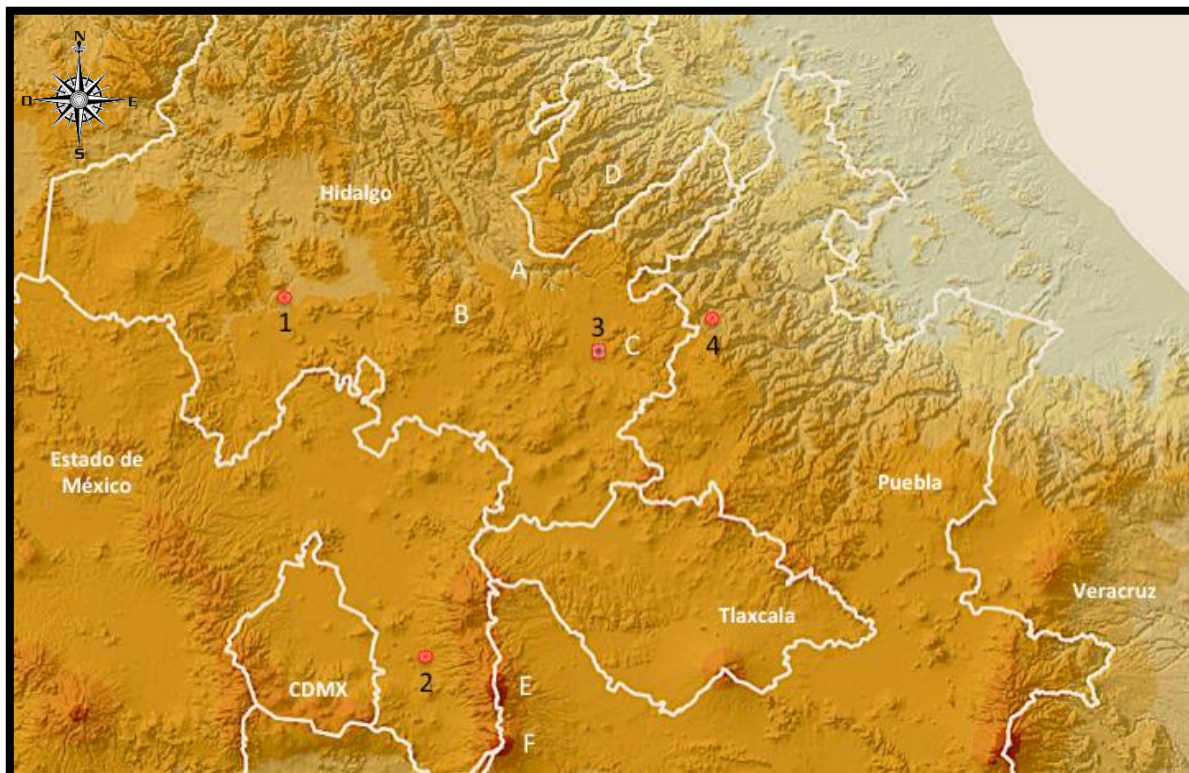 N
O E
S
D
Hidalgo
A
B
1
3
C
4
Estado de
México
Puebla
Veracruz
Tlaxcala
2
CDMX
E
F